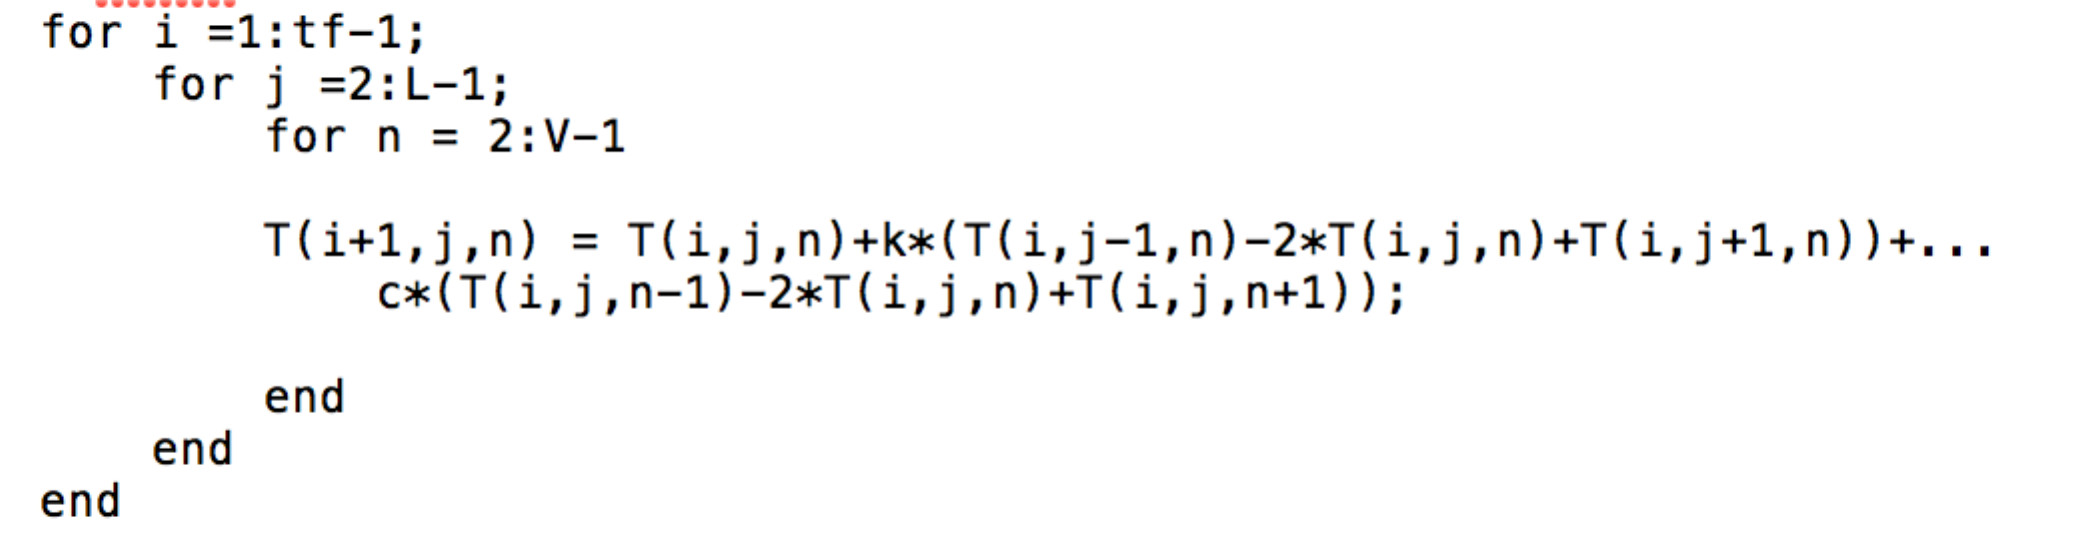 for i =1:tf-1;
for j =2:L-1;
for n = 2:V-1
T(i+1,j,n) = T(i,j,n)+k*(T(i,j-1,n)-2*T(i,j,n)+T(i,j+1,n))+...
c*(T(i,j,n-1)-2*T(i,j,n)+T(i,j,n+1));
end
end
end